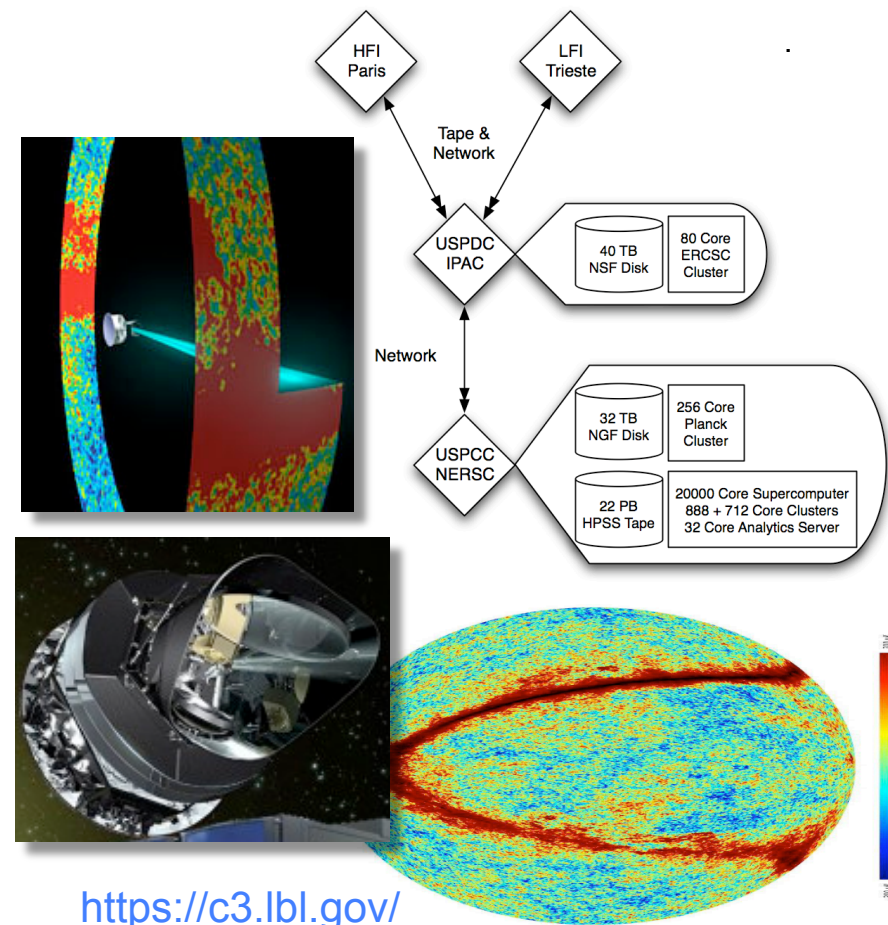 HFI
Paris
LFI
Trieste
Tape &
Network
USPDC
IPAC
40 TB
NSF Disk
80 Core
ERCSC
Cluster
Network
USPCC
NERSC
32 TB
NGF Disk
256 Core
Planck
Cluster
22 PB
HPSS Tape
20000 Core Supercomputer
888 + 712 Core Clusters
32 Core Analytics Server
https://c3.lbl.gov/